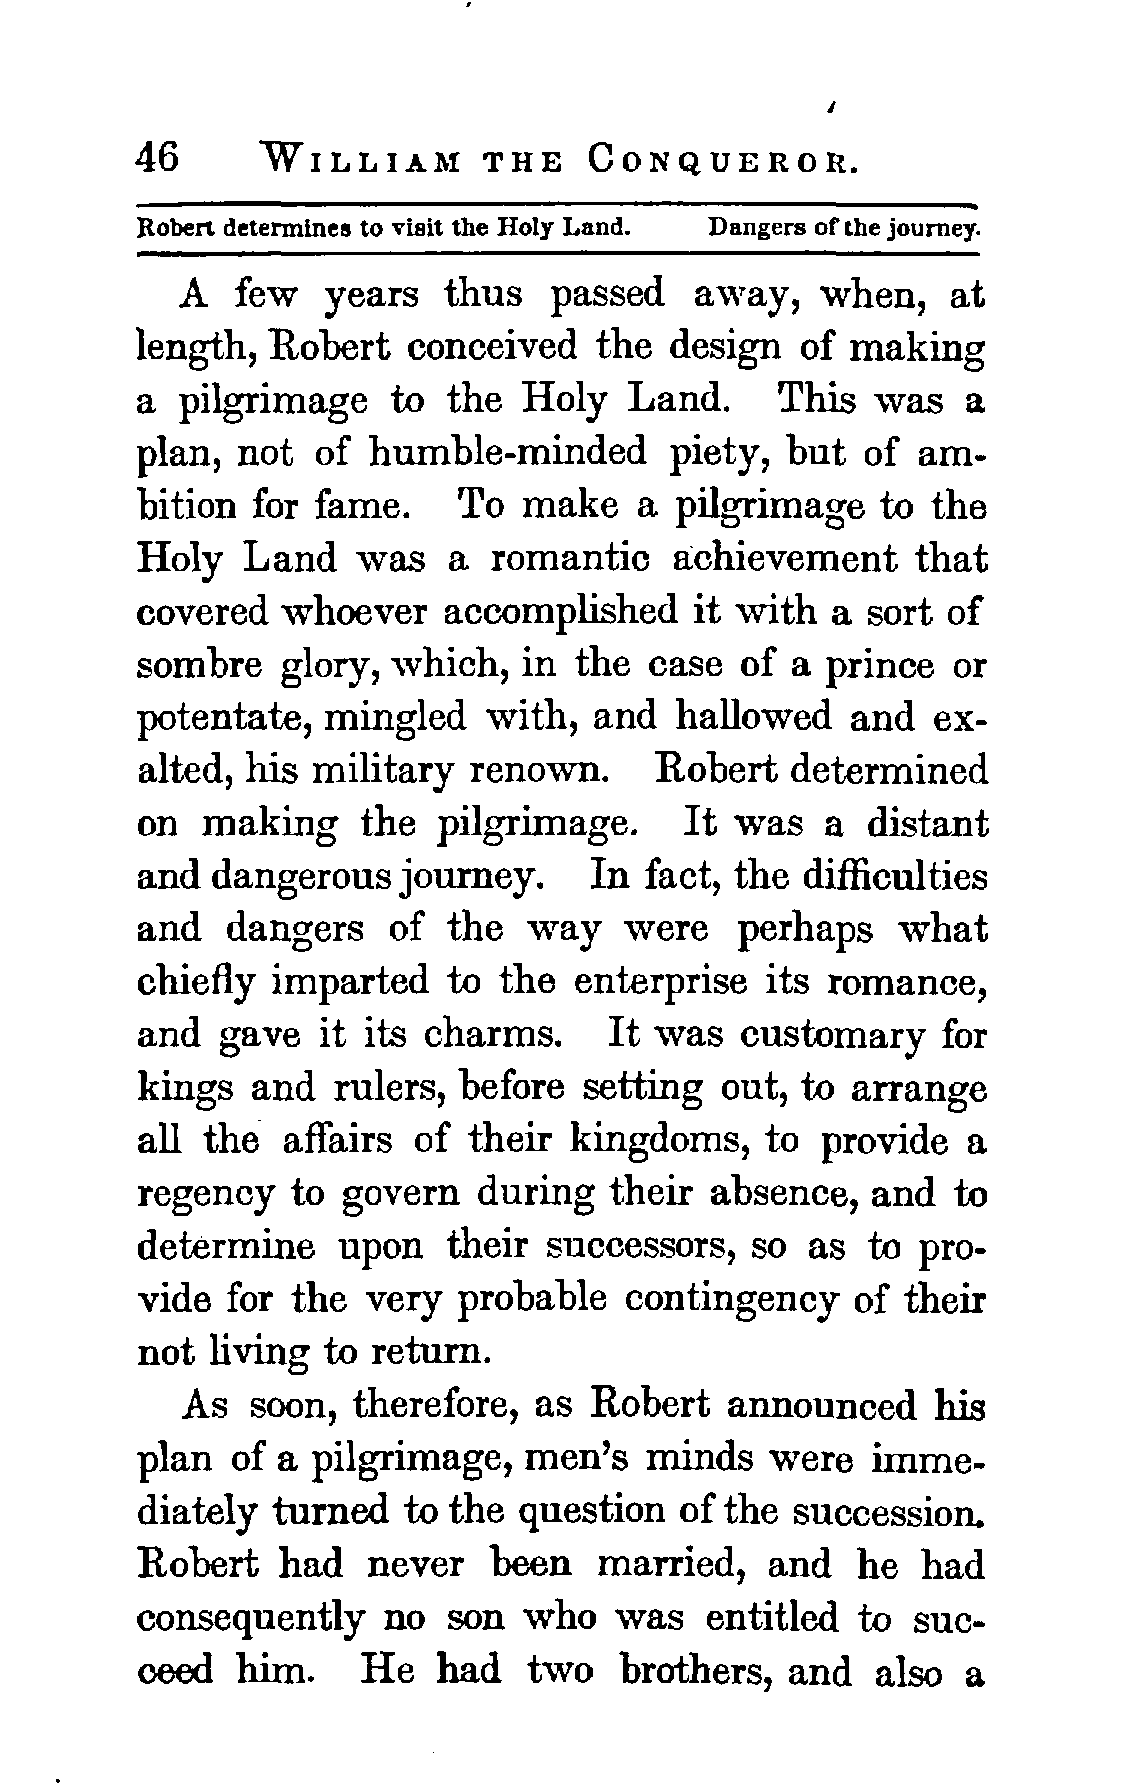 46 William the Conqueror.
Robert determines to visit the Holy Land. Dangers of the journey.
A few years thus passed away, when, at
length, Robert conceived the design of making
a pilgrimage to the Holy Land. This was a
plan, not of humble-minded piety, but of am-
bition for fame. To make a pilgrimage to the
Holy Land was a romantic achievement that
covered whoever accomplished it with a sort of
sombre glory, which, in the case of a prince or
potentate, mingled with, and hallowed and ex-
alted, his military renown. Robert determined
on making the pilgrimage. It was a distant
and dangerous journey. In fact, the difficulties
and dangers of the way were perhaps what
chiefly imparted to the enterprise its romance,
and gave it its charms. It was customary for
kings and rulers, before setting out, to arrange
all the affairs of their kingdoms, to provide a
regency to govern during their absence, and to
determine upon their successors, so as to pro-
vide for the very probable contingency of their
not living to return.
As soon, therefore, as Robert announced his
plan of a pilgrimage, men's minds were imme-
diately turned to the question of the succession.
Robert had never been married, and he had
consequently no son who was entitled to suc-
ceed him. He had two brothers, and also a